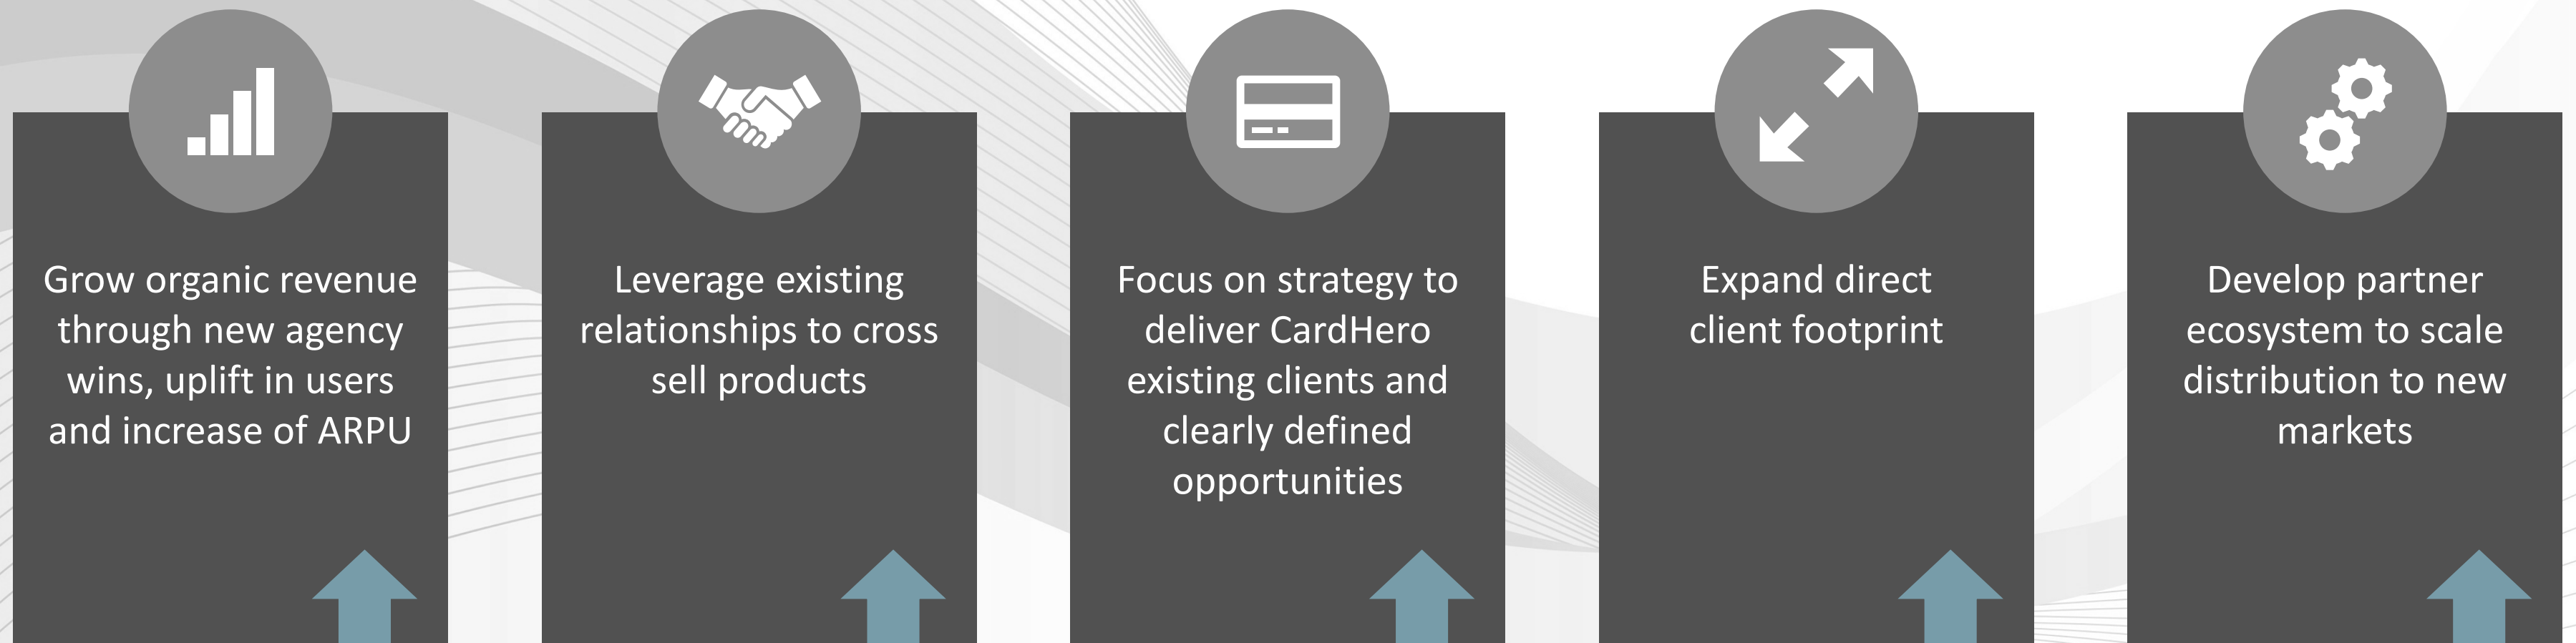 Grow organic revenue
through new agency
wins, uplift in users
and increase of ARPU
Leverage existing
relationships to cross
sell products
Focus on strategy to
deliver CardHero
existing clients and
clearly defined
opportunities
Expand direct
client footprint
Develop partner
ecosystem to scale
distribution to new
markets